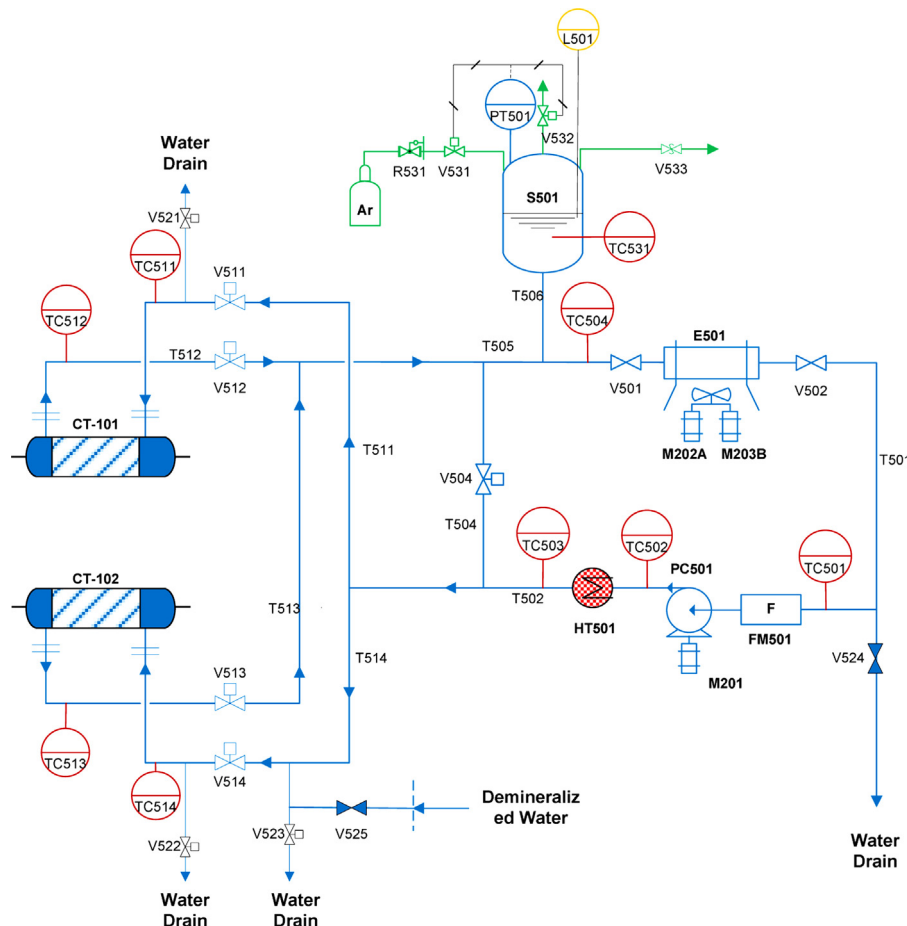 L501
PT501
V532
Water
Drain
R531
V531
V533
Ar
S501
V521
TC531
TC511
V511
T506
TC512
TC504
E501
T512
T505
V512
V501
V502
CT-101
T511
M202A
M203B
T501
V504
T504
TC503
TC502
TC501
CT-102
PC501
T502
F
T513
HT501
FM501
T514
V524
V513
M201
TC513
V514
TC514
Demineraliz
ed Water
V522
V523
V525
Water
Drain
Water
Drain
Water
Drain